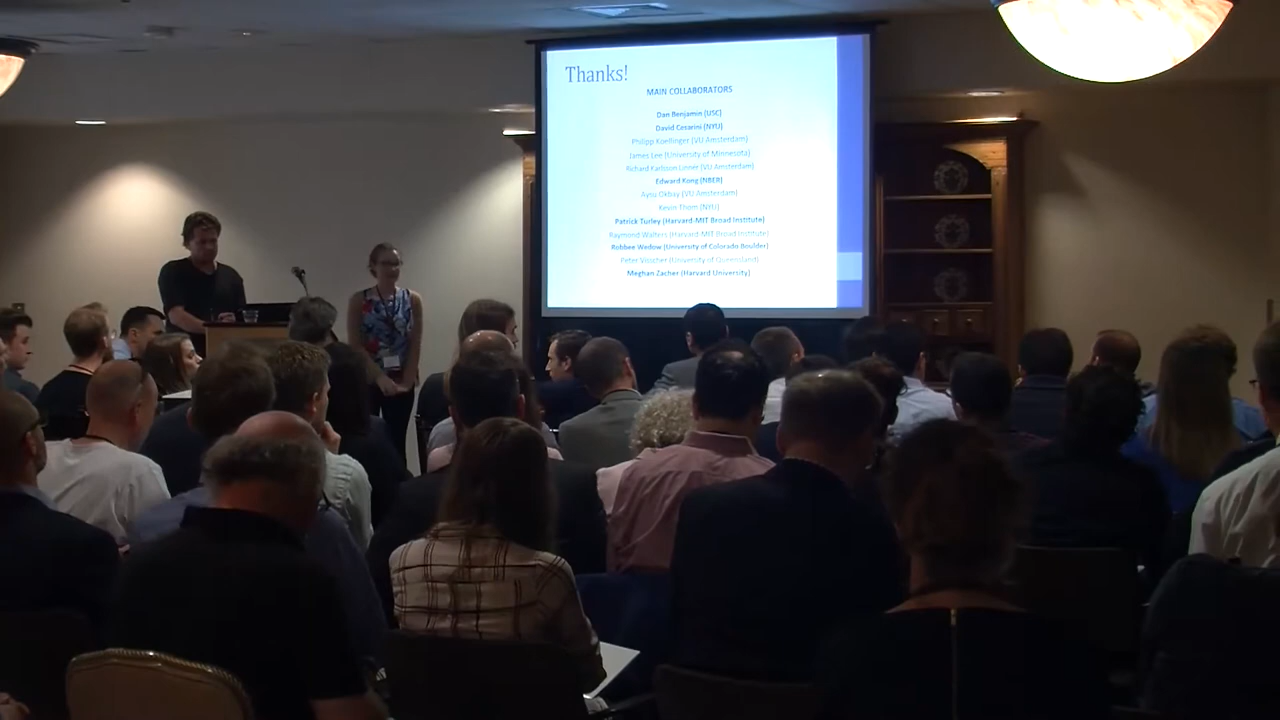 Thanks!
MAIN COLLABORATORS
Dan Benjamin (USC)
David Cesarini (NYU)
Philipp Koellinger (VU Amsterdam)
James Lee (University of Minnesota)
Richard Karlsson Linnér (VU Amsterdam)
Edward Kong (NBER)
Aysu Okbay (VU Amsterdam)
Kevin Thom (NYU)
Patrick Turley (Harvard-MIT Broad Institute)
Raymond Walters (Harvard-MIT Broad Institute)
Robbee Wedow (University of Colorado Boulder)
Peter Visscher (University of Queensland)
Meghan Zacher (Harvard University)